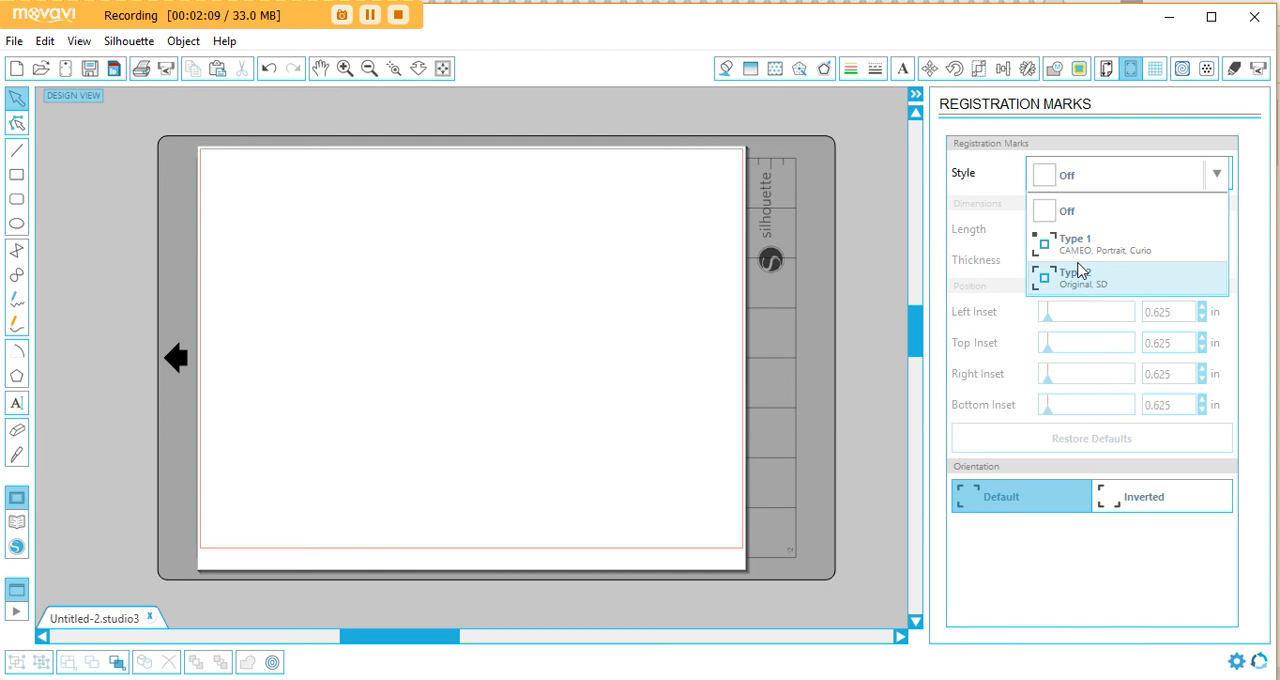 movavi
Recording [00:02:09 / 33.0 MB]
File Edit View Silhouette Object Help
DESIGN VIEW
REGISTRATION MARKS
Registration Marks
Style
Off
Off
Type 1
CAMEO, Portrait, Curio
Original, SD
Dimensions
Length
Thickness
Position
Left Inset 0.625 in
Top Inset 0.625 in
Right Inset 0.625 in
Bottom Inset 0.625 in
Restore Defaults
Orientation
Default Inverted
silhouette
Untitled-2.studio3 x